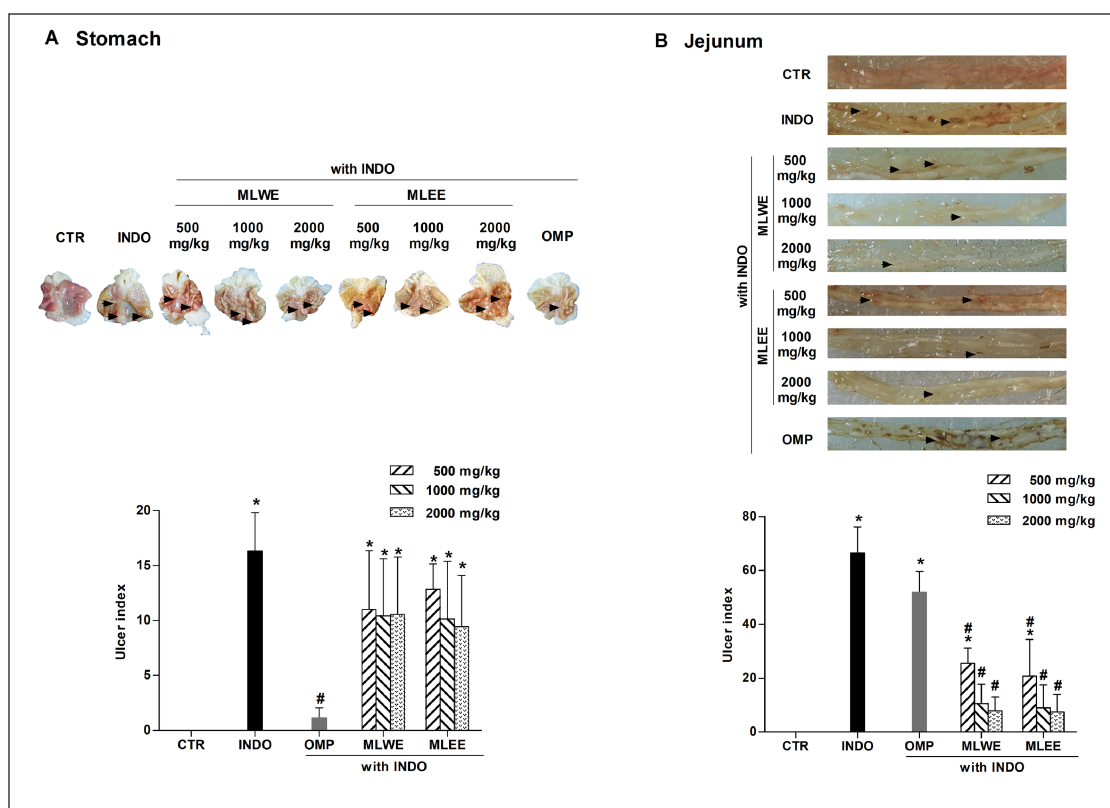 A Stomach
with INDO
MLWE MLEE
CTR INDO 500 mg/kg 1000 mg/kg 2000 mg/kg 500 mg/kg 1000 mg/kg 2000 mg/kg OMP
500 mg/kg
1000 mg/kg
2000 mg/kg
Ulcer index
20
15
10
5
0
*
#
* * *
* * *
CTR INDO OMP MLWE MLEE
with INDO
B Jejunum
CTR
INDO
with INDO
MLWE
500 mg/kg
1000 mg/kg
2000 mg/kg
MLEE
500 mg/kg
1000 mg/kg
2000 mg/kg
OMP
500 mg/kg
1000 mg/kg
2000 mg/kg
Ulcer index
80
60
40
20
0
*
*
# * # #
# * # #
CTR INDO OMP MLWE MLEE
with INDO